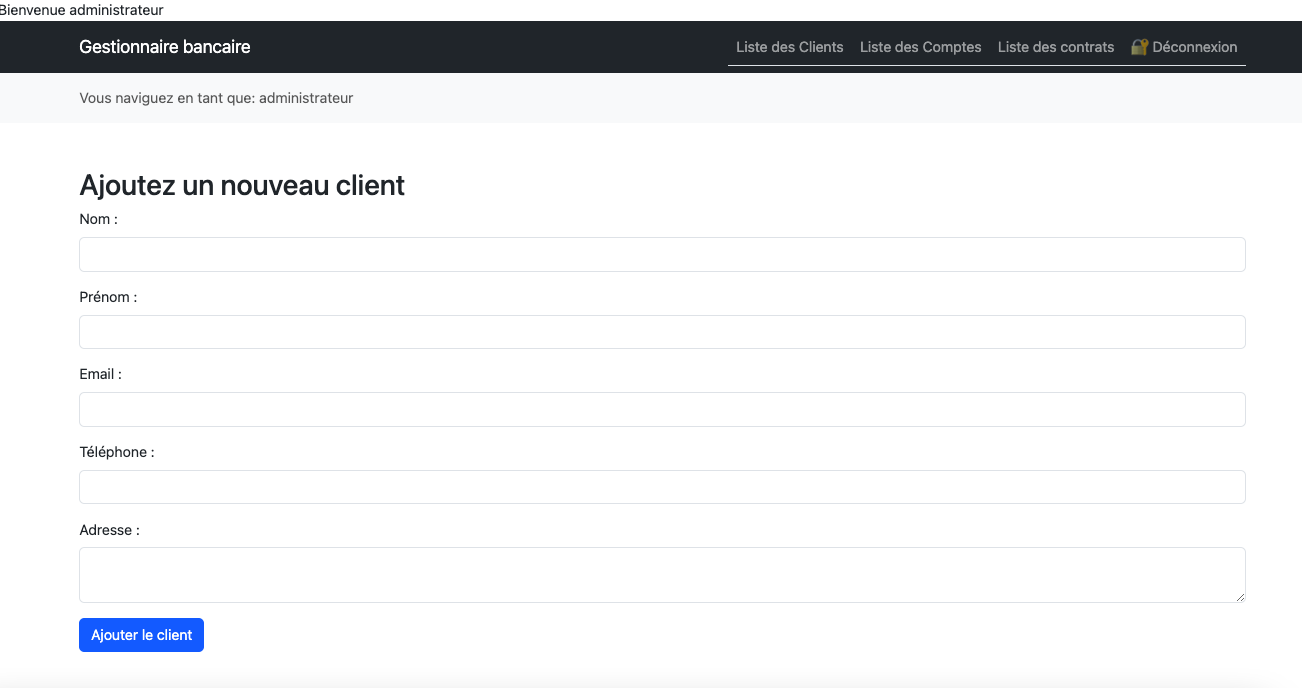 Bienvenue administrateur
Gestionnaire bancaire
Liste des Clients Liste des Comptes Liste des contrats 🔐 Déconnexion
Vous naviguez en tant que: administrateur
Ajoutez un nouveau client
Nom :
Prénom :
Email :
Téléphone :
Adresse :
Ajouter le client